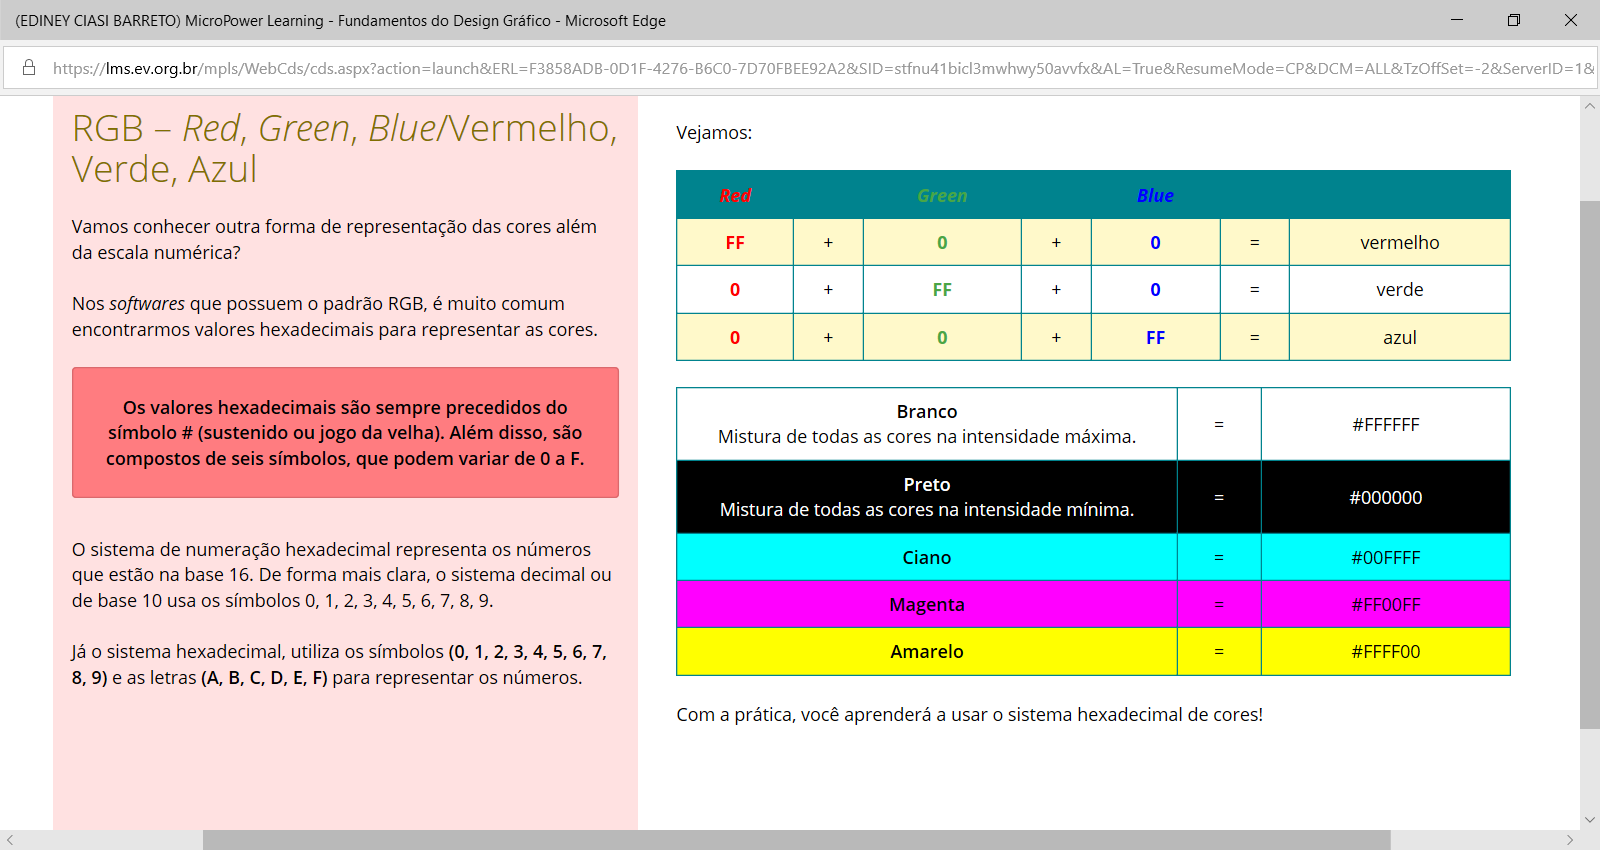 (EDINEY CIASI BARRETO) MicroPower Learning - Fundamentos do Design Gráfico - Microsoft Edge
https://lms.ev.org.br/mpls/WebCds/cds.aspx?action=launch&ERL=F3858ADB-0D1F-4276-B6C0-7D70FBEE92A2&SID=stfnu41bicl3mwhwy50avvfx&AL=True&ResumeMode=CP&DCM=ALL&TzOffSet=-2&ServerID=1&
RGB – Red, Green, Blue/Vermelho,
Verde, Azul
Vamos conhecer outra forma de representação das cores além
da escala numérica?
Nos softwares que possuem o padrão RGB, é muito comum
encontrarmos valores hexadecimais para representar as cores.
Os valores hexadecimais são sempre precedidos do
símbolo # (sustenido ou jogo da velha). Além disso, são
compostos de seis símbolos, que podem variar de 0 a F.
O sistema de numeração hexadecimal representa os números
que estão na base 16. De forma mais clara, o sistema decimal ou
de base 10 usa os símbolos 0, 1, 2, 3, 4, 5, 6, 7, 8, 9.
Já o sistema hexadecimal, utiliza os símbolos (0, 1, 2, 3, 4, 5, 6, 7,
8, 9) e as letras (A, B, C, D, E, F) para representar os números.
Vejamos:
Red Green Blue
FF + 0 + 0 = vermelho
0 + FF + 0 = verde
0 + 0 + FF = azul
Branco
Mistura de todas as cores na intensidade máxima. = #FFFFFF
Preto
Mistura de todas as cores na intensidade mínima. = #000000
Ciano = #00FFFF
Magenta = #FF00FF
Amarelo = #FFFF00
Com a prática, você aprenderá a usar o sistema hexadecimal de cores!